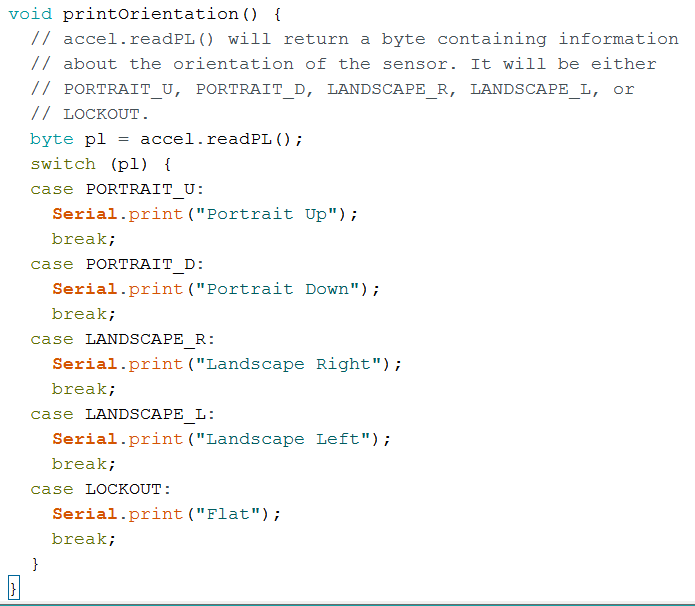 void printOrientation() {
  // accel.readPL() will return a byte containing information
  // about the orientation of the sensor. It will be either
  // PORTRAIT_U, PORTRAIT_D, LANDSCAPE_R, LANDSCAPE_L, or
  // LOCKOUT.
  byte pl = accel.readPL();
  switch (pl) {
  case PORTRAIT_U:
    Serial.print("Portrait Up");
    break;
  case PORTRAIT_D:
    Serial.print("Portrait Down");
    break;
  case LANDSCAPE_R:
    Serial.print("Landscape Right");
    break;
  case LANDSCAPE_L:
    Serial.print("Landscape Left");
    break;
  case LOCKOUT:
    Serial.print("Flat");
    break;
  }
}